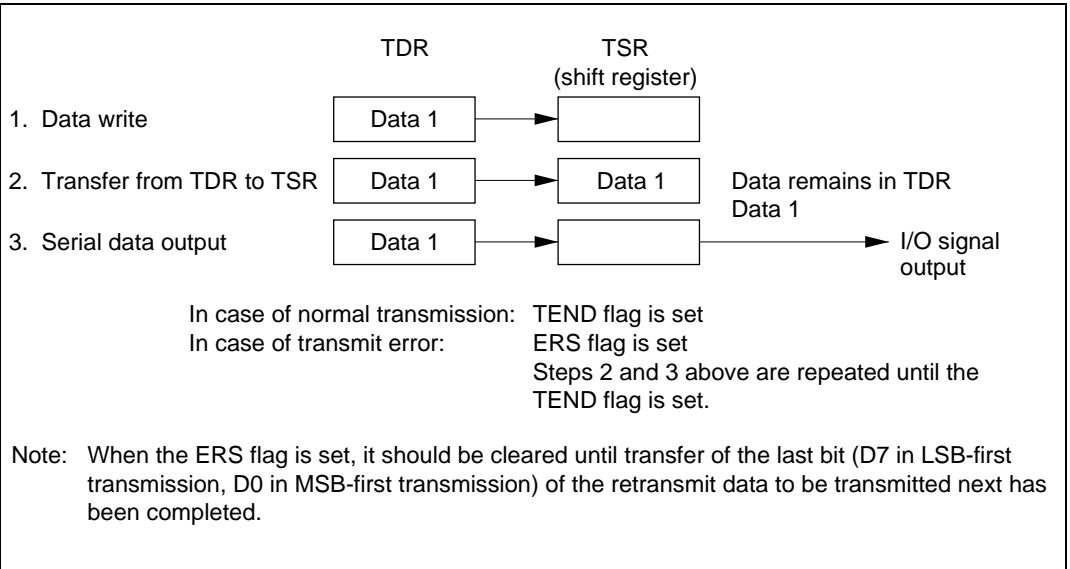 TDR TSR
(shift register)
1. Data write Data 1
2. Transfer from TDR to TSR Data 1 Data 1 Data remains in TDR
Data 1
3. Serial data output Data 1 I/O signal
output
In case of normal transmission: TEND flag is set
In case of transmit error: ERS flag is set
Steps 2 and 3 above are repeated until the
TEND flag is set.
Note: When the ERS flag is set, it should be cleared until transfer of the last bit (D7 in LSB-first
transmission, D0 in MSB-first transmission) of the retransmit data to be transmitted next has
been completed.